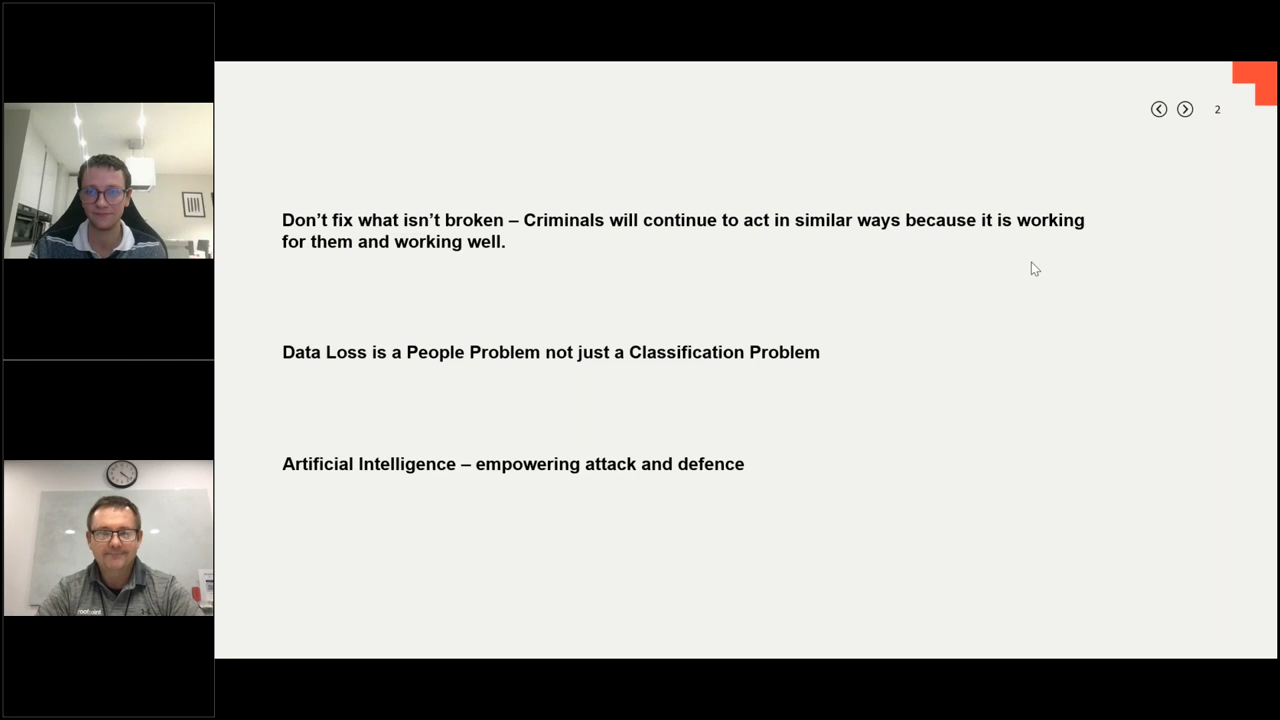 2
Don’t fix what isn’t broken – Criminals will continue to act in similar ways because it is working
for them and working well.
Data Loss is a People Problem not just a Classification Problem
Artificial Intelligence – empowering attack and defence